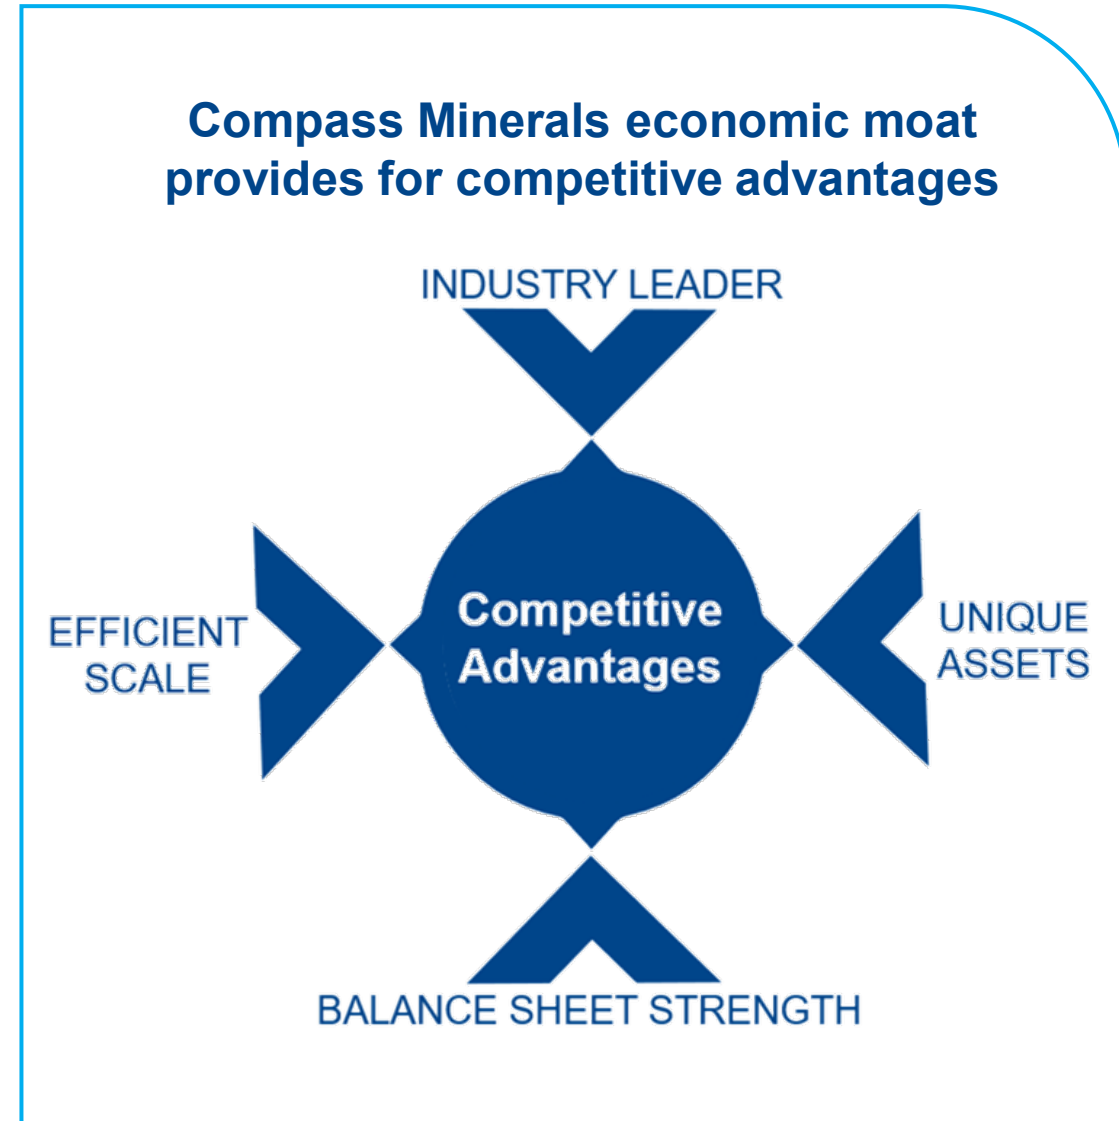 Compass Minerals economic moat
provides for competitive advantages
INDUSTRY LEADER
EFFICIENT
SCALE
Competitive
Advantages
UNIQUE
ASSETS
BALANCE SHEET STRENGTH